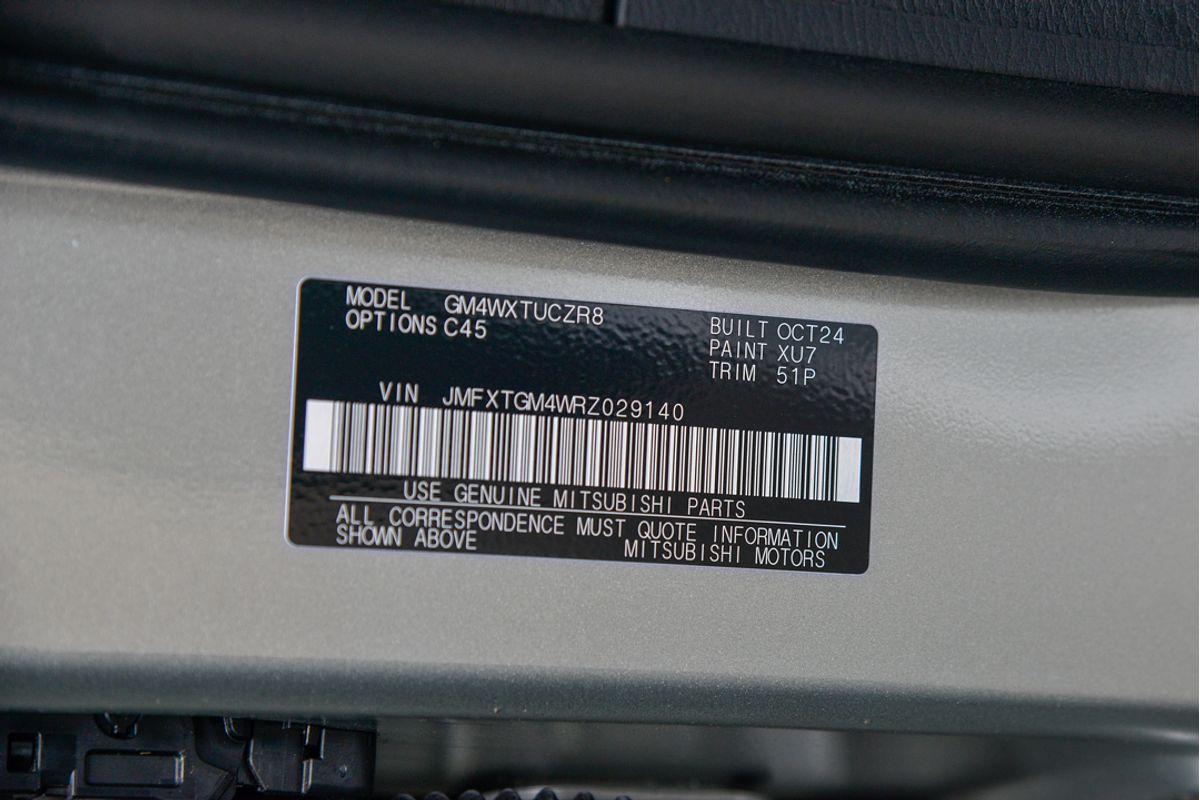 MODEL GM4WXTUCZR8
OPTIONS C45
BUILT OCT24
PAINT XU7
TRIM 51P
VIN JMFXTGM4WRZ029140
USE GENUINE MITSUBISHI PARTS
ALL CORRESPONDENCE MUST QUOTE INFORMATION
SHOWN ABOVE MITSUBISHI MOTORS